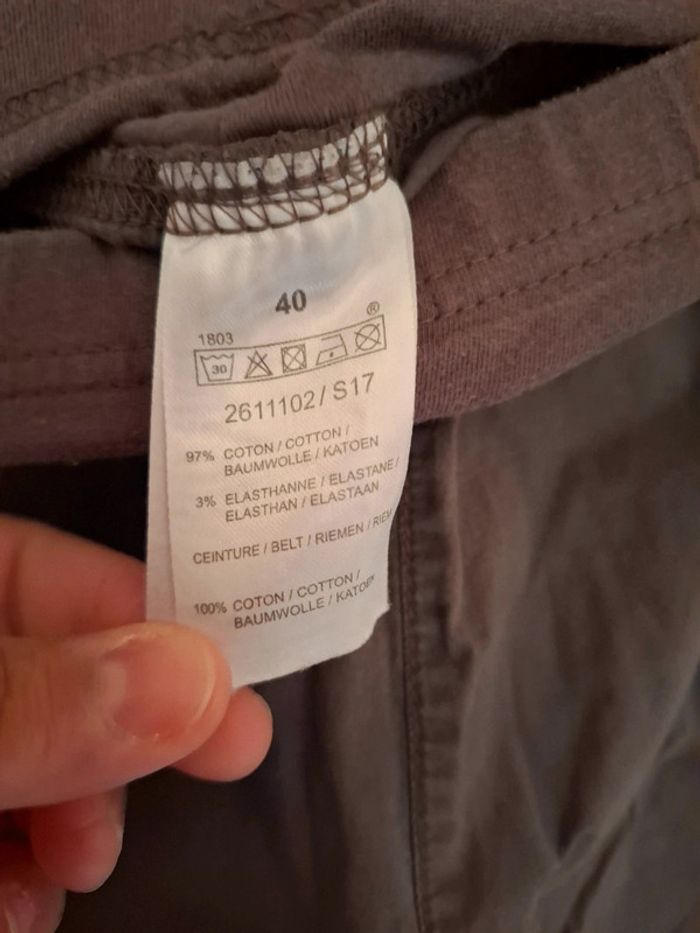 40
1803
®
30
2611102/ S17
97% COTON / COTTON /
BAUMWOLLE / KATOEN
3% ELASTHANNE / ELASTANE /
ELASTHAN / ELASTAAN
CEINTURE / BELT / RIEMEN /
100% COTON / COTTON /
BAUMWOLLE / KATOEN